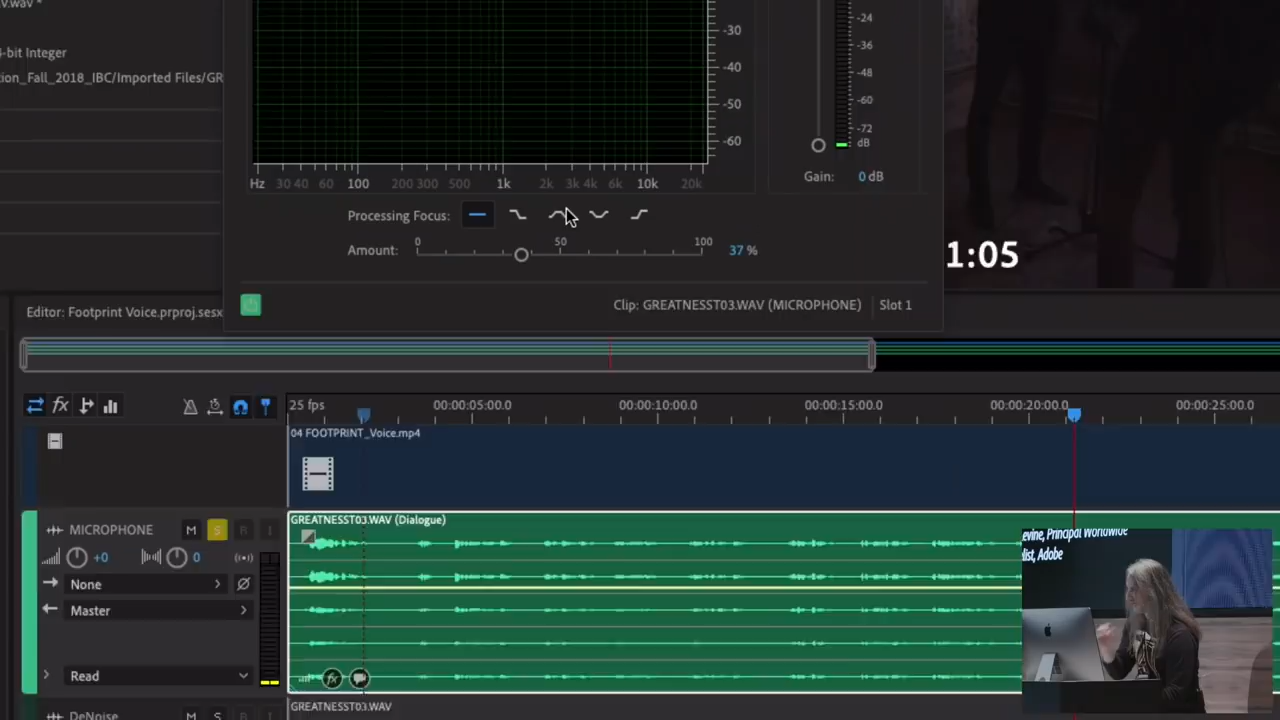 -24
-30
-36
-40
-48
-50
-60
-60
-72
dB
Hz 30 40 60 100 200 300 500 1k 2k 3k 4k 6k 10k 20k
Gain: 0 dB
-bit Integer
ion_Fall_2018_IBC/Imported Files/GR
Processing Focus:
Amount: 0 50 100 37 %
1:05
Clip: GREATNESST03.WAV (MICROPHONE) Slot 1
Editor: Footprint Voice.prproj.sesx
fx
25 fps 00:00:05:00.0 00:00:10:00.0 00:00:15:00.0 00:00:20:00.0 00:00:25:00.0
04 FOOTPRINT_Voice.mp4
GREATNESST03.WAV (Dialogue)
MICROPHONE M S R I
+0 0
None
Master
Read
fx
evine, Principal Worldwide
list, Adobe
GREATNESST03.WAV
DeNoise M S R I